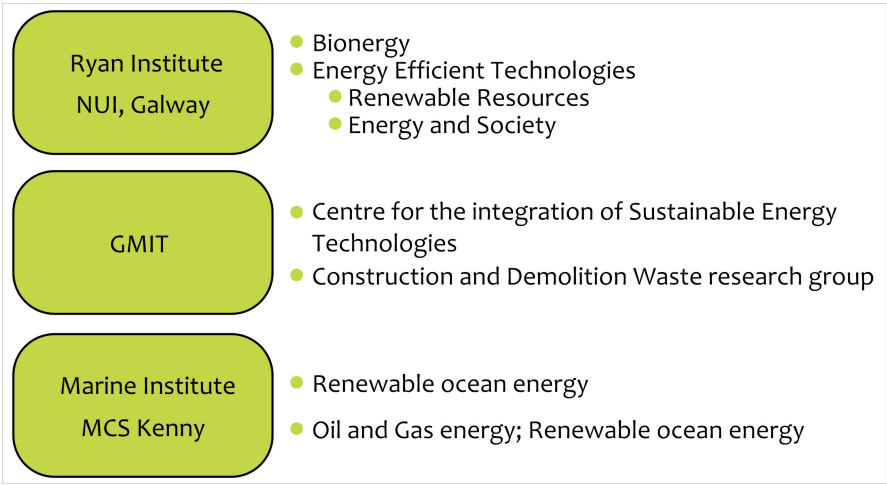 Ryan Institute
NUI, Galway
Bionergy
Energy Efficient Technologies
Renewable Resources
Energy and Society
GMIT
Centre for the integration of Sustainable Energy
Technologies
Construction and Demolition Waste research group
Marine Institute
MCS Kenny
Renewable ocean energy
Oil and Gas energy; Renewable ocean energy